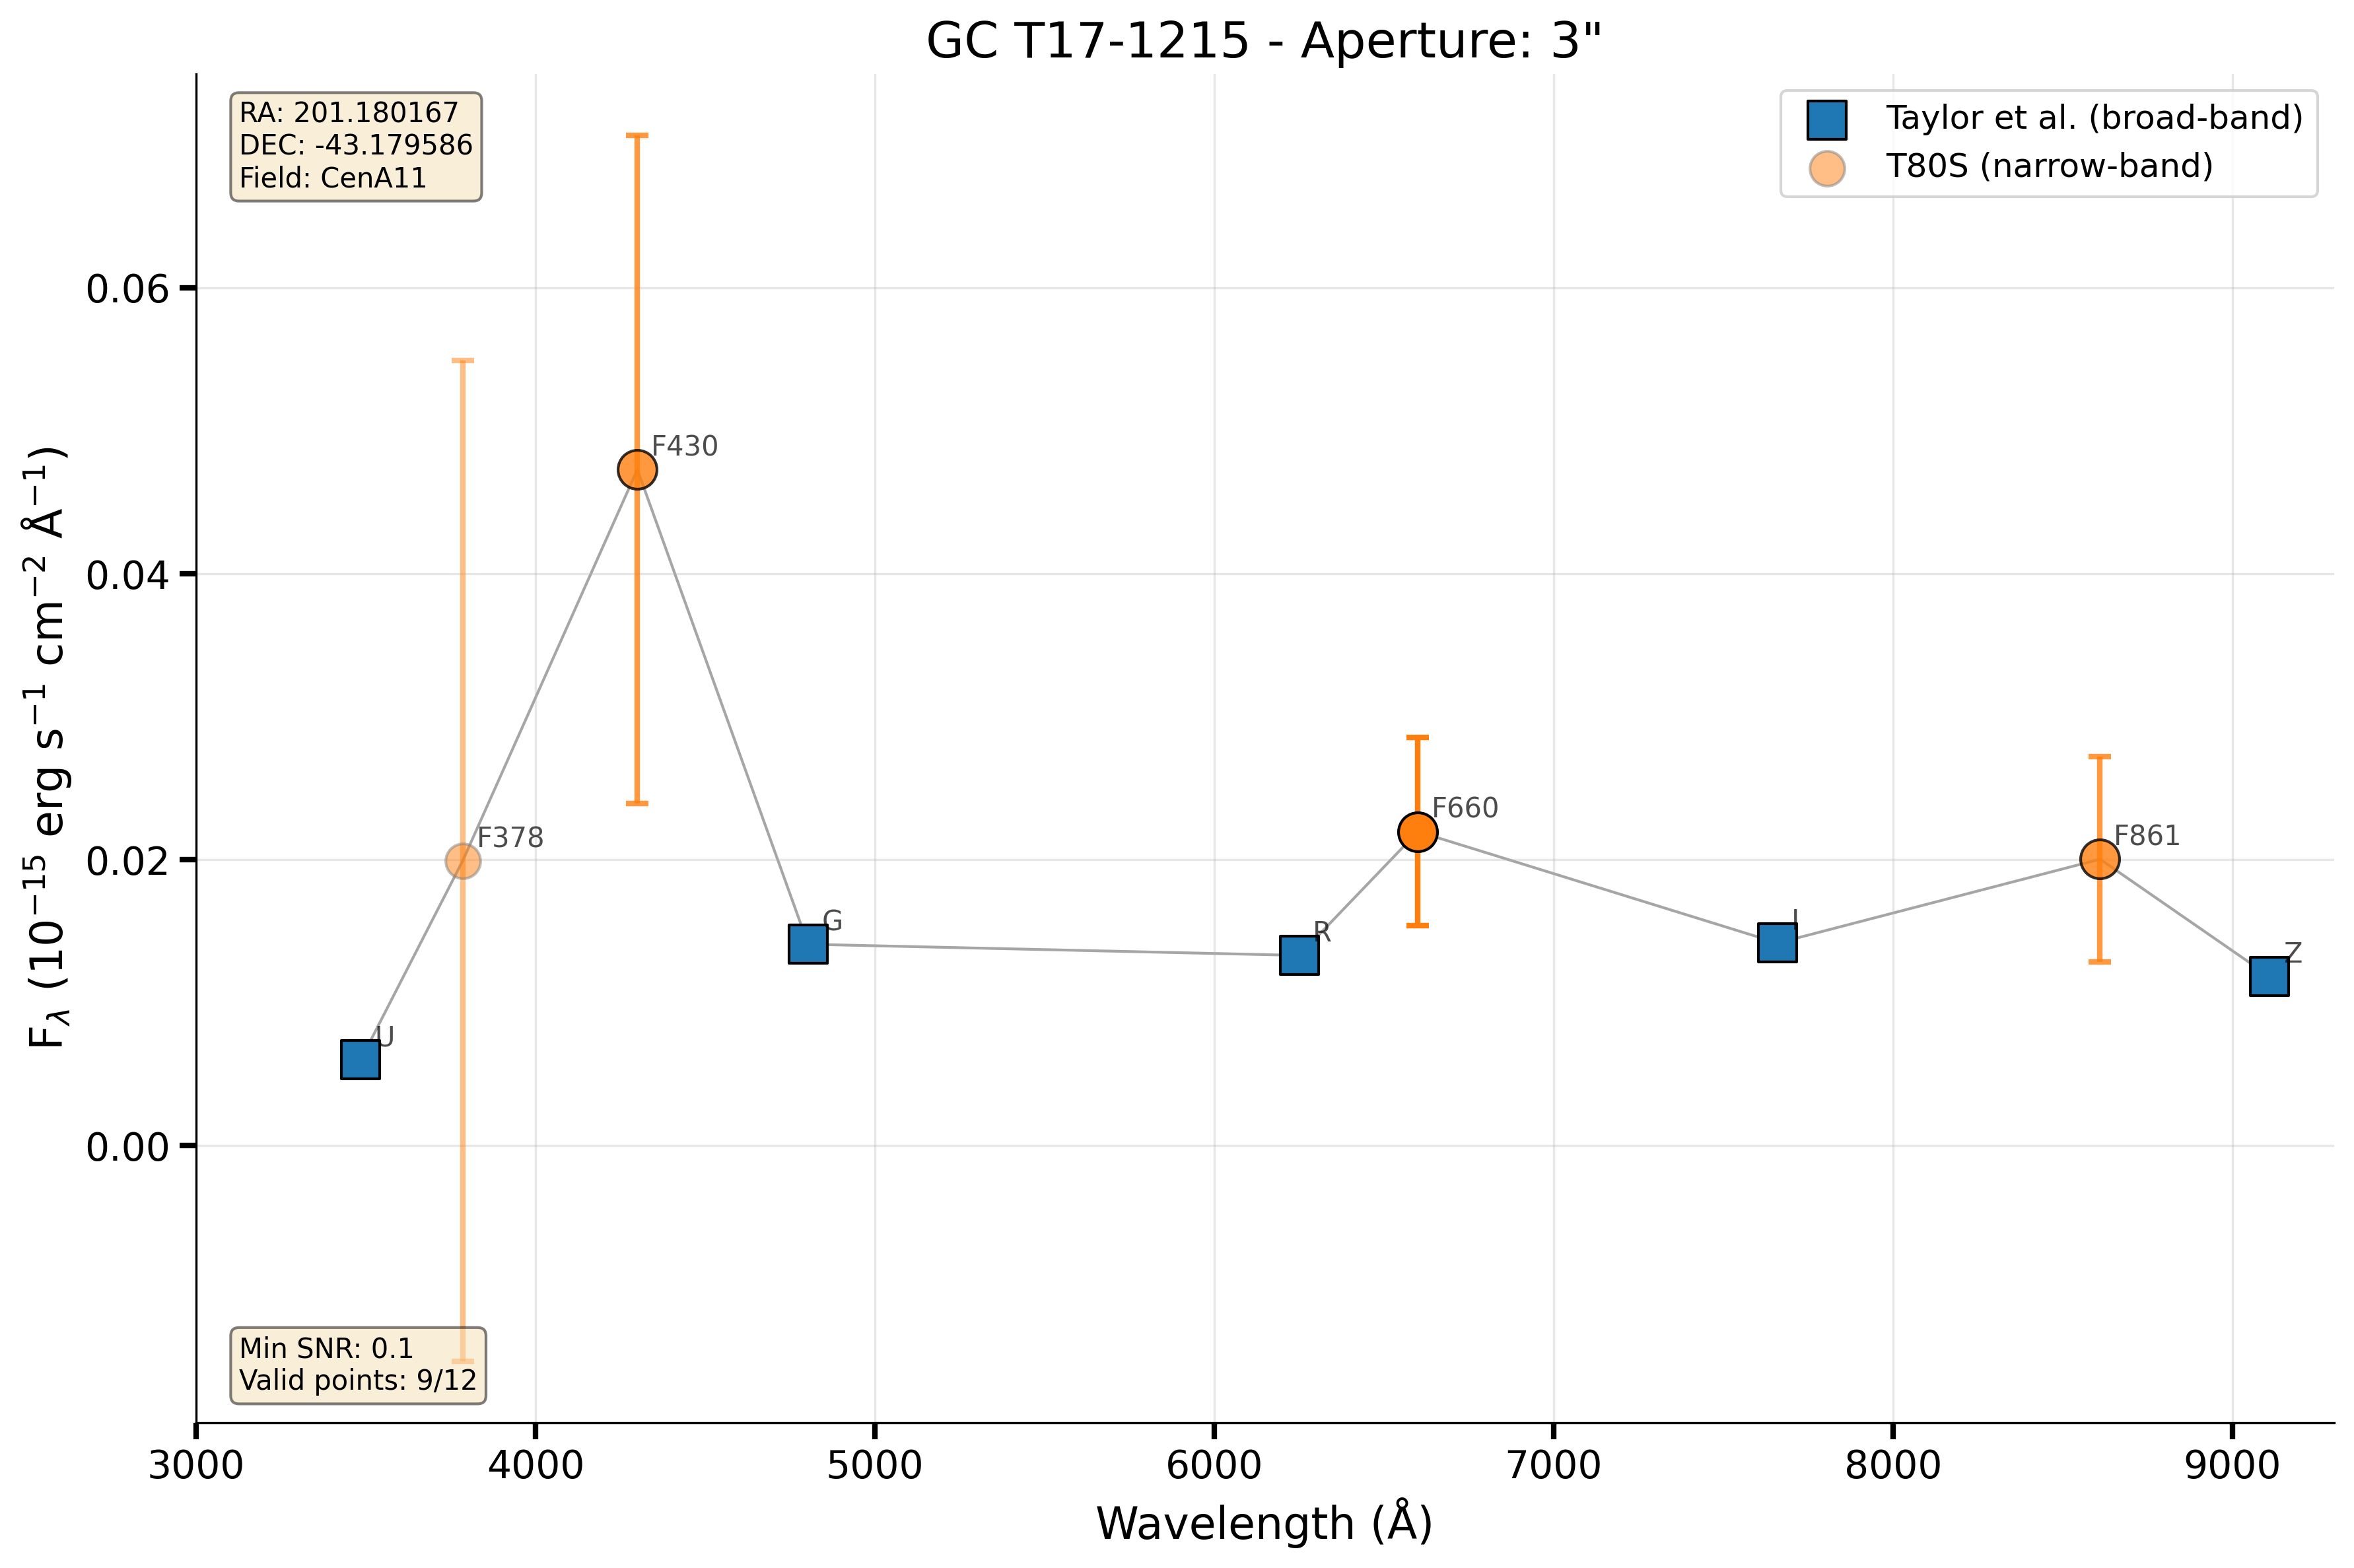 GC T17-1215 - Aperture: 3"
RA: 201.180167
DEC: -43.179586
Field: CenA11
Taylor et al. (broad-band)
T80S (narrow-band)
0.06
0.04
0.02
0.00
F$_{λ}$ (10$^{−15}$ erg s$^{−1}$ cm$^{−2}$ Å$^{−1}$)
F430
F378
F660
F861
G
R
I
Z
U
Min SNR: 0.1
Valid points: 9/12
3000 4000 5000 6000 7000 8000 9000
Wavelength (Å)